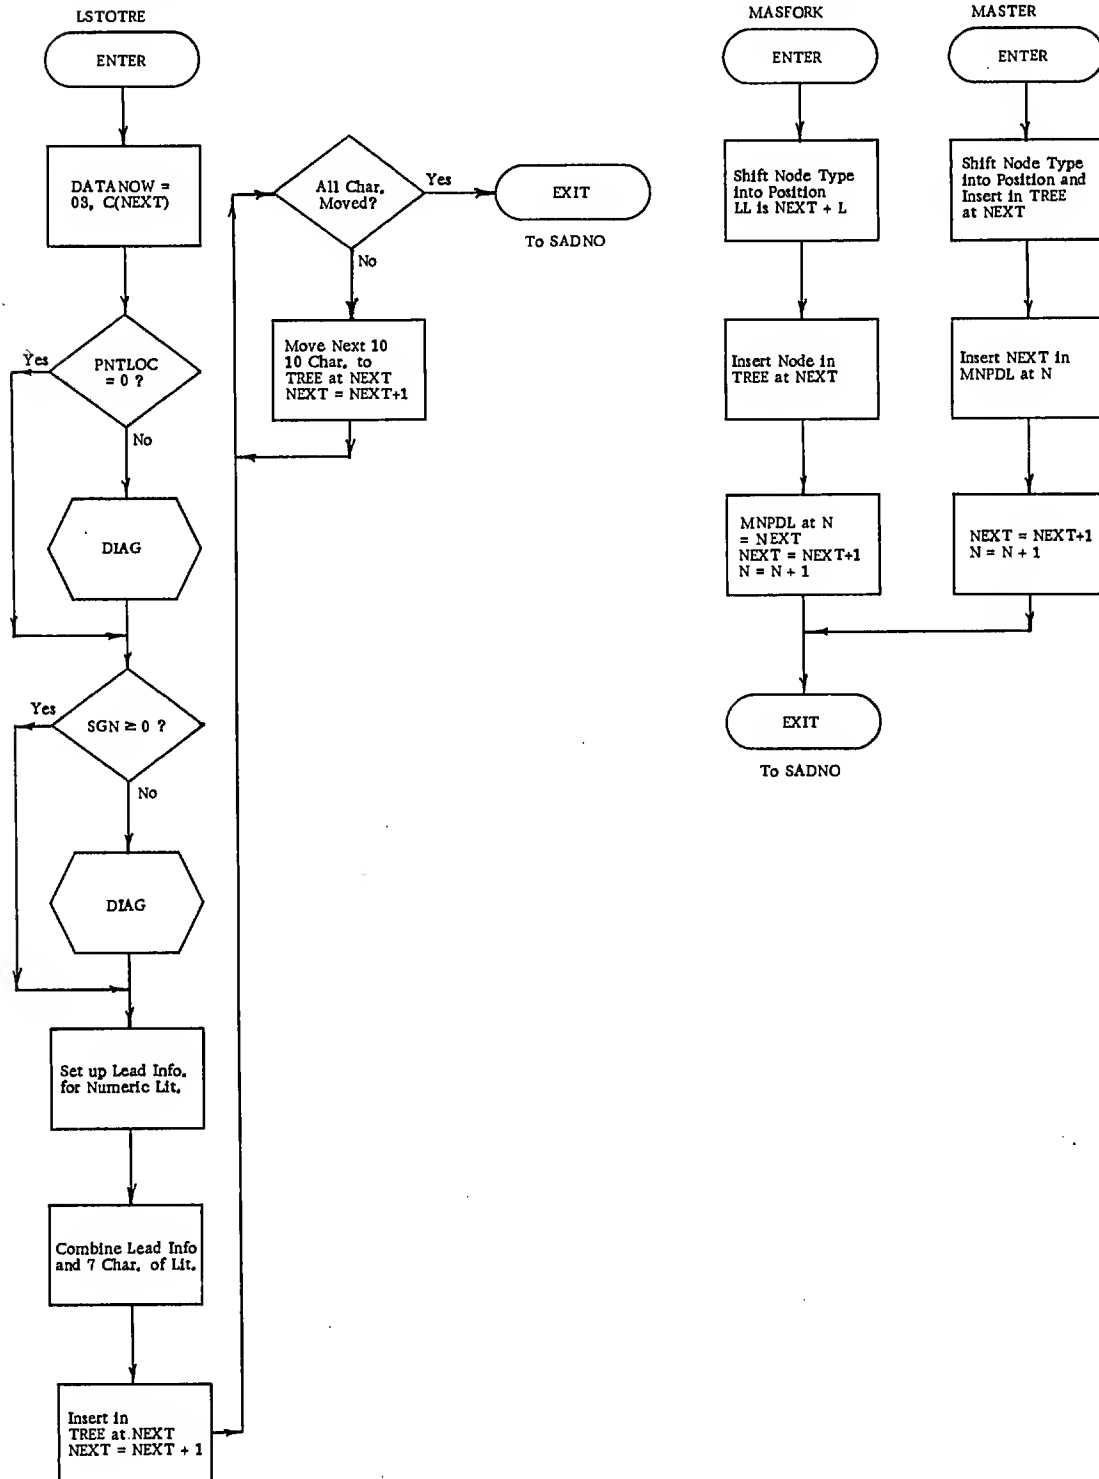 LSTOTRE
ENTER
DATANOW =
03, C(NEXT)
PNTLOC
= 0 ?
Yes
No
DIAG
SGN ≥ 0 ?
Yes
No
DIAG
Set up Lead Info.
for Numeric Lit.
Combine Lead Info
and 7 Char. of Lit.
Insert in
TREE at NEXT
NEXT = NEXT + 1
All Char.
Moved?
Yes
No
EXIT
To SADNO
Move Next 10
10 Char. to
TREE at NEXT
NEXT = NEXT+1
MASFORK
ENTER
Shift Node Type
into Position
LL is NEXT + L
Insert Node in
TREE at NEXT
MNPDL at N
= NEXT
NEXT = NEXT+1
N = N + 1
EXIT
To SADNO
MASTER
ENTER
Shift Node Type
into Position and
Insert in TREE
at NEXT
Insert NEXT in
MNPDL at N
NEXT = NEXT+1
N = N + 1